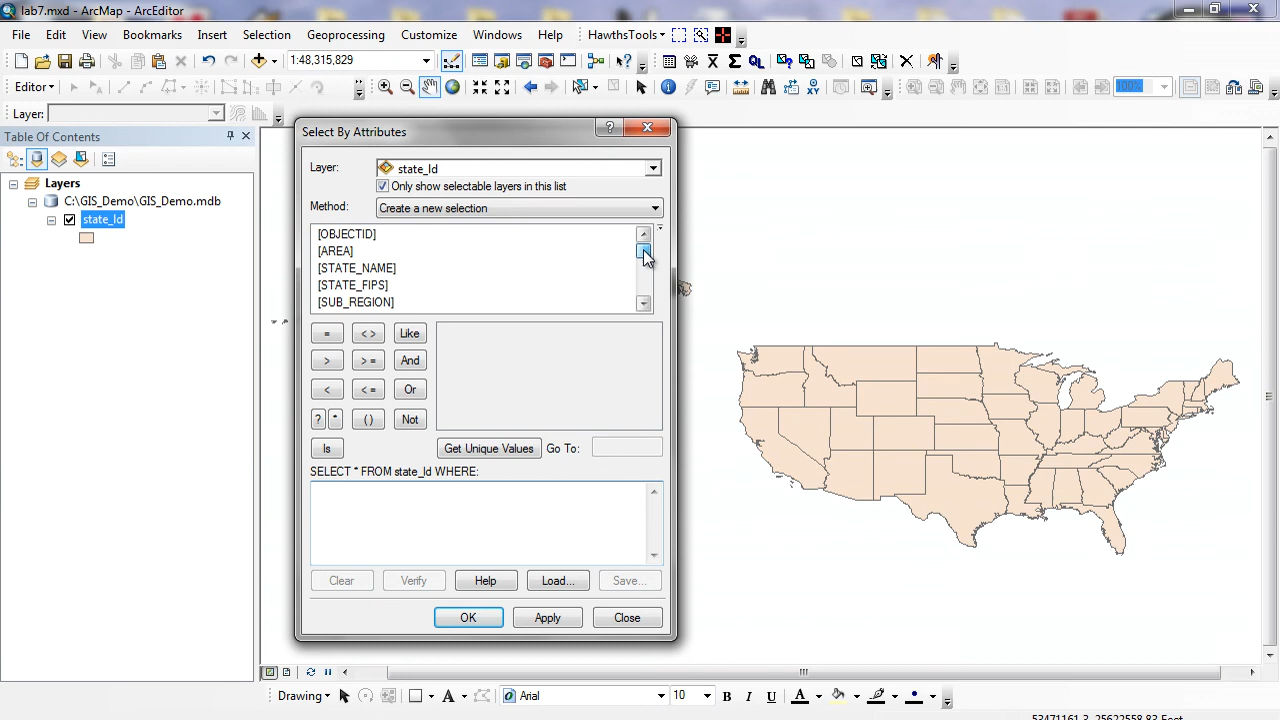 lab7.mxd - ArcMap - ArcEditor
File Edit View Bookmarks Insert Selection Geoprocessing Customize Windows Help HawthsTools
1:48,315,829
Editor 100%
Layer:
Table Of Contents
Layers
C:\GIS_Demo\GIS_Demo.mdb
state_ld
Select By Attributes
Layer: state_ld
Only show selectable layers in this list
Method: Create a new selection
[OBJECTID]
[AREA]
[STATE_NAME]
[STATE_FIPS]
[SUB_REGION]
= < > Like
> > = And
< < = Or
? * ( ) Not
Is Get Unique Values Go To:
SELECT * FROM state_ld WHERE:
Clear Verify Help Load... Save...
OK Apply Close
Drawing A Arial 10 B I U A